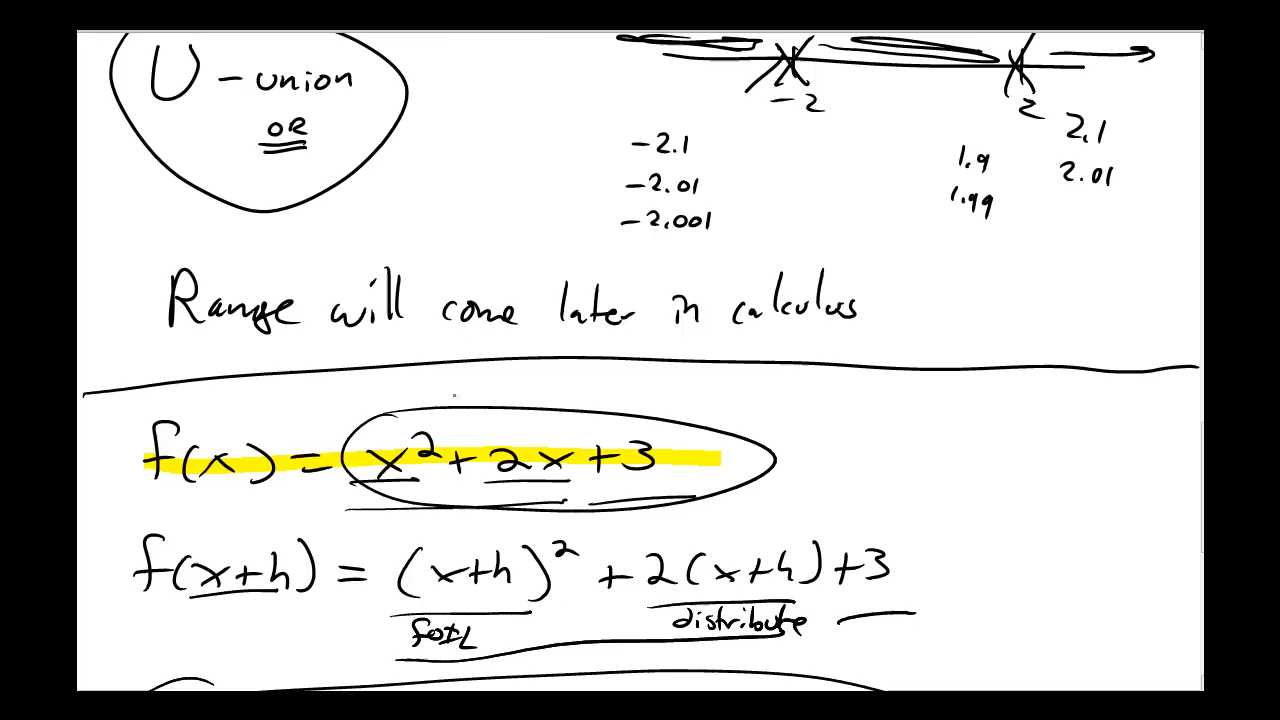 U - union
OR
-2 2
-2.1 1.9 2.1
-2.01 1.99 2.01
-2.001
Range will come later in calculus
f(x) = x² + 2x + 3
f(x+h) = (x+h)² + 2(x+h) + 3
foil distribute